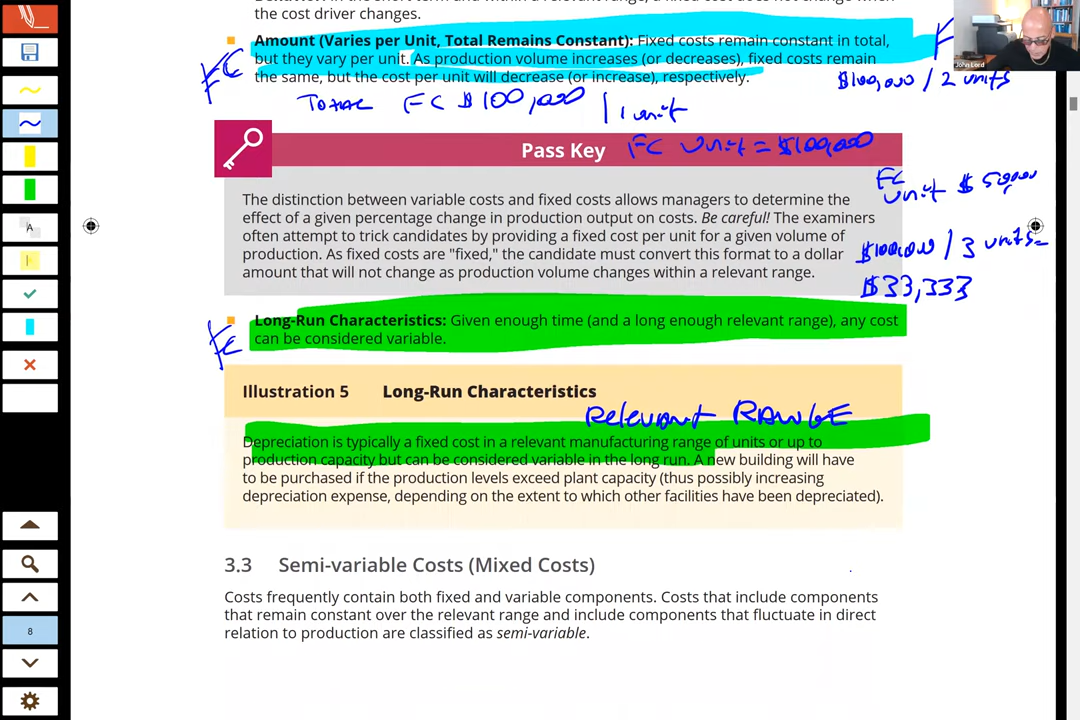 the cost driver changes.
Amount (Varies per Unit, Total Remains Constant): Fixed costs remain constant in total,
but they vary per unit. As production volume increases (or decreases), fixed costs remain
the same, but the cost per unit will decrease (or increase), respectively.
FC
John Lord
$100,000 / 2 units
Total FC $100,000 / 1 unit
Pass Key
FC Unit = $100,000
FC
unit $ 50,000
The distinction between variable costs and fixed costs allows managers to determine the
effect of a given percentage change in production output on costs. Be careful! The examiners
often attempt to trick candidates by providing a fixed cost per unit for a given volume of
production. As fixed costs are "fixed," the candidate must convert this format to a dollar
amount that will not change as production volume changes within a relevant range.
$100,000 / 3 units=
$33,333
Long-Run Characteristics: Given enough time (and a long enough relevant range), any cost
can be considered variable.
FC
Illustration 5 Long-Run Characteristics
Relevant RANGE
Depreciation is typically a fixed cost in a relevant manufacturing range of units or up to
production capacity but can be considered variable in the long run. A new building will have
to be purchased if the production levels exceed plant capacity (thus possibly increasing
depreciation expense, depending on the extent to which other facilities have been depreciated).
3.3 Semi-variable Costs (Mixed Costs)
Costs frequently contain both fixed and variable components. Costs that include components
that remain constant over the relevant range and include components that fluctuate in direct
relation to production are classified as semi-variable.
A
8